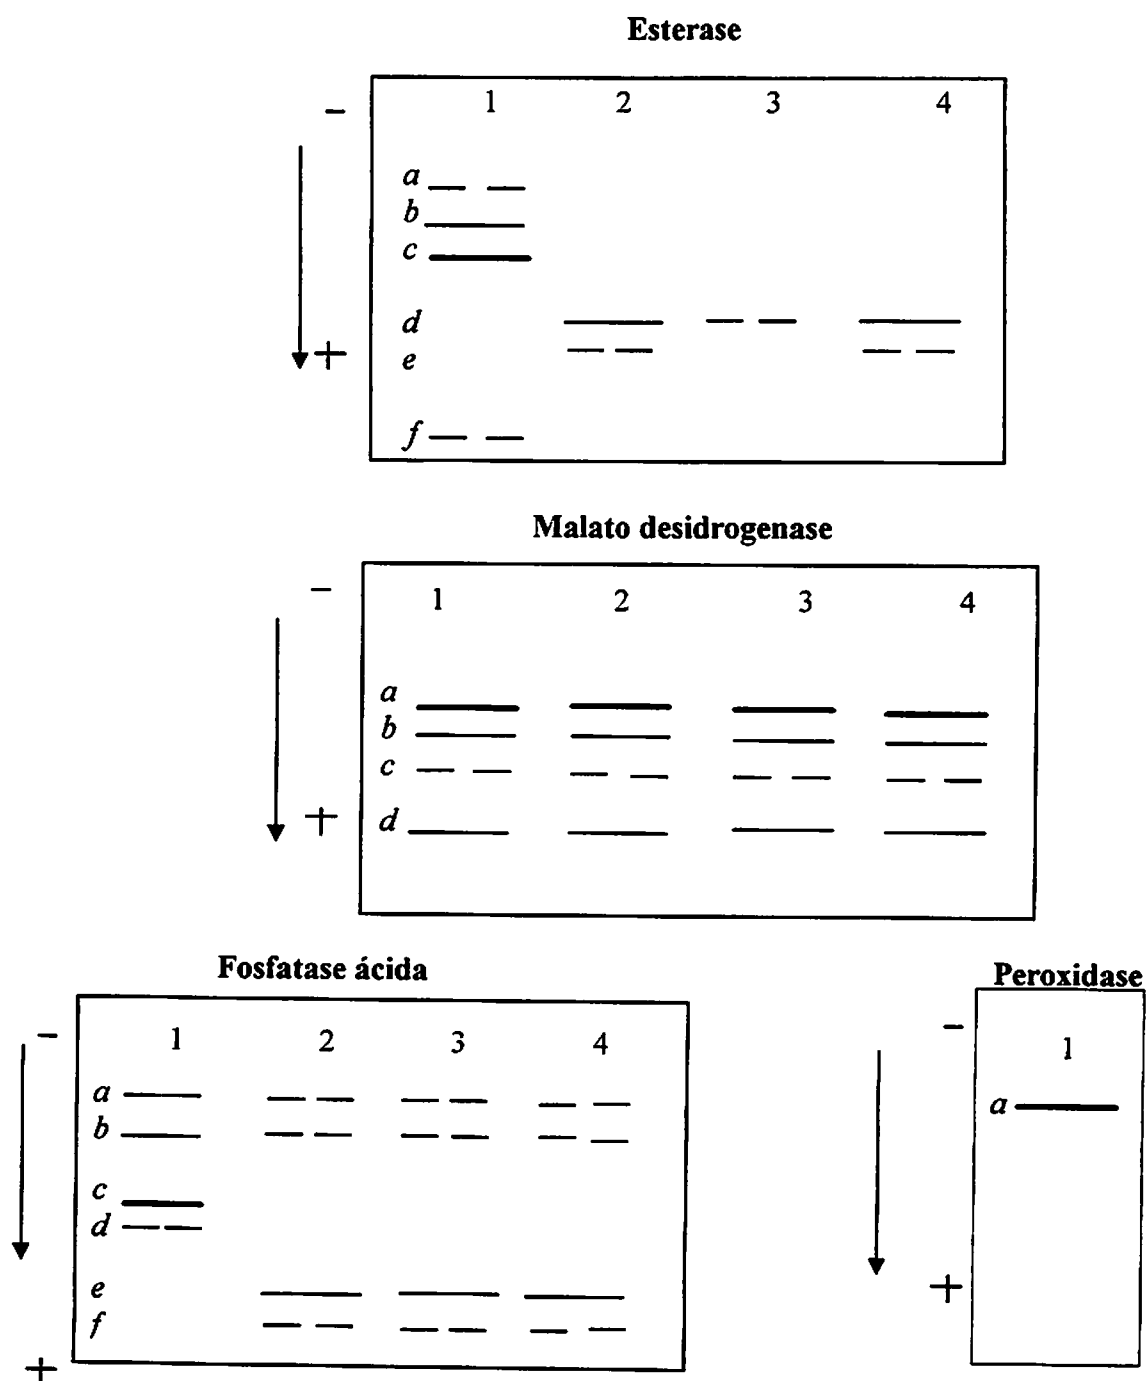 Esterase
− 1 2 3 4
a
b
c
d
+ e
f
Malato desidrogenase
− 1 2 3 4
a
b
c
+ d
Fosfatase ácida
− 1 2 3 4
a
b
c
d
e
f
+
Peroxidase
− 1
a
+